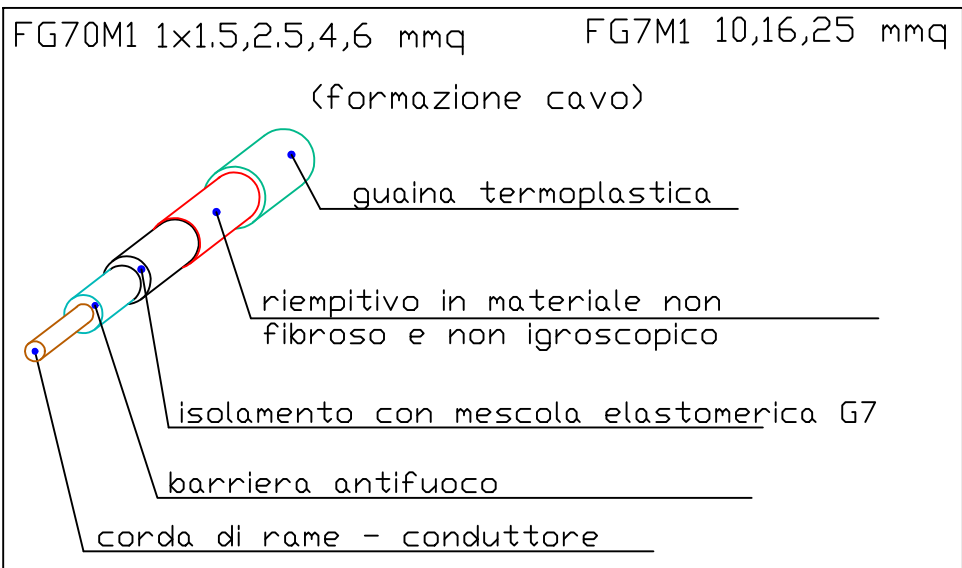 FG7OM1 1x1.5,2.5,4,6 mmq
FG7M1 10,16,25 mmq
(formazione cavo)
guaina termoplastica
riempitivo in materiale non
fibroso e non igroscopico
isolamento con mescola elastomerica G7
barriera antifuoco
corda di rame - conduttore